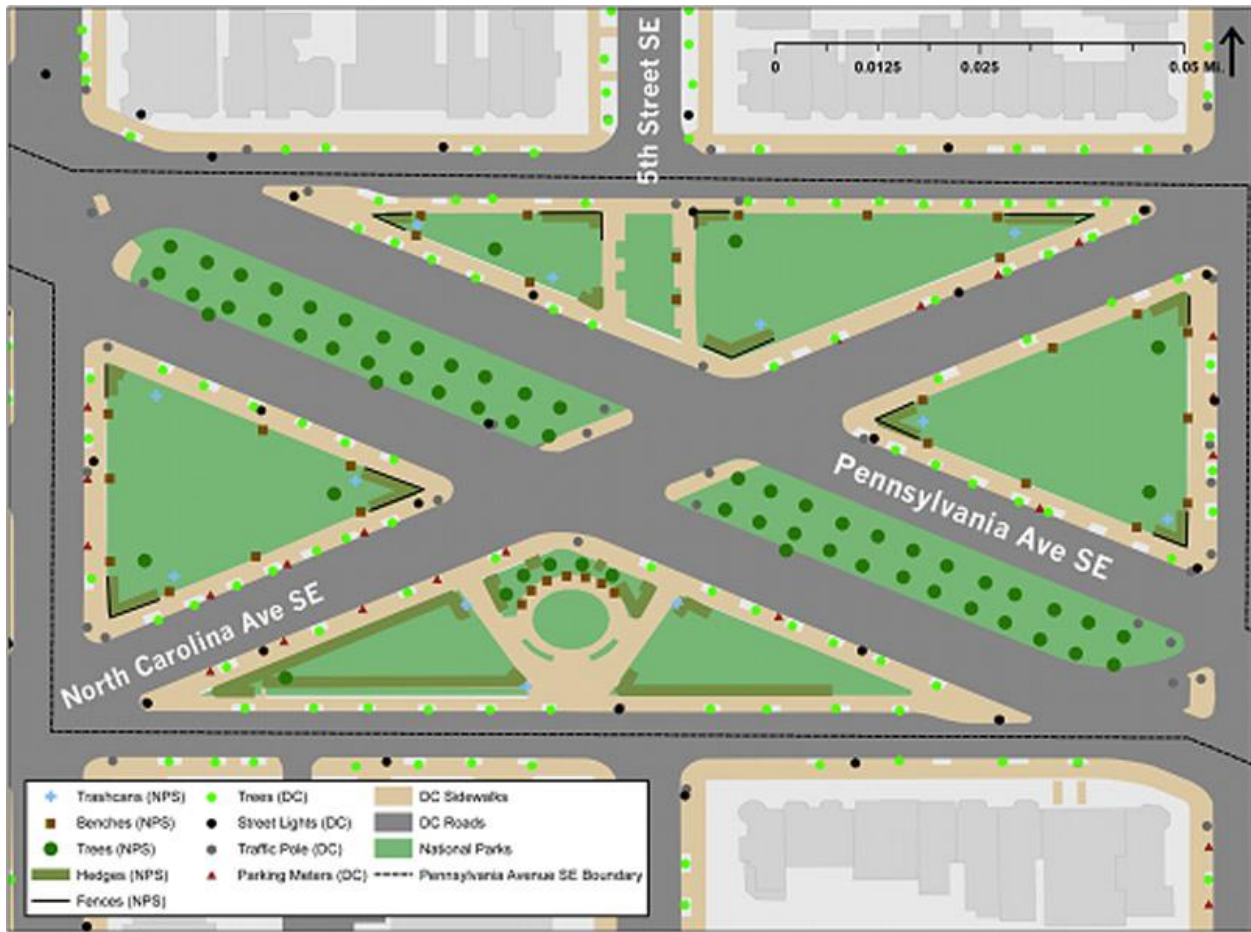 5th Street SE
0 0.0125 0.025 0.05 Mi.
Pennsylvania Ave SE
North Carolina Ave SE
Trashcans (NPS)
Benches (NPS)
Trees (NPS)
Hedges (NPS)
Fences (NPS)
Trees (DC)
Street Lights (DC)
Traffic Pole (DC)
Parking Meters (DC)
DC Sidewalks
DC Roads
National Parks
Pennsylvania Avenue SE Boundary